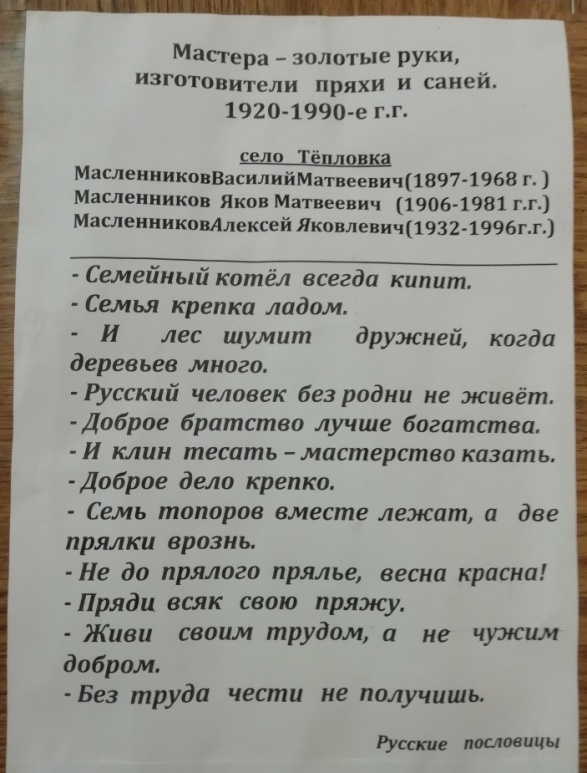 Мастера – золотые руки,
изготовители пряхи и саней.
1920-1990-е г.г.
село Тёпловка
МасленниковВасилийМатвеевич(1897-1968 г. )
Масленников Яков Матвеевич (1906-1981 г.г.)
МасленниковАлексей Яковлевич(1932-1996г.г.)
- Семейный котёл всегда кипит.
- Семья крепка ладом.
- И лес шумит дружней, когда
деревьев много.
- Русский человек без родни не живёт.
- Доброе братство лучше богатства.
- И клин тесать – мастерство казать.
- Доброе дело крепко.
- Семь топоров вместе лежат, а две
прялки врознь.
- Не до прялого прялье, весна красна!
- Пряди всяк свою пряжу.
- Живи своим трудом, а не чужим
добром.
- Без труда чести не получишь.
Русские пословицы